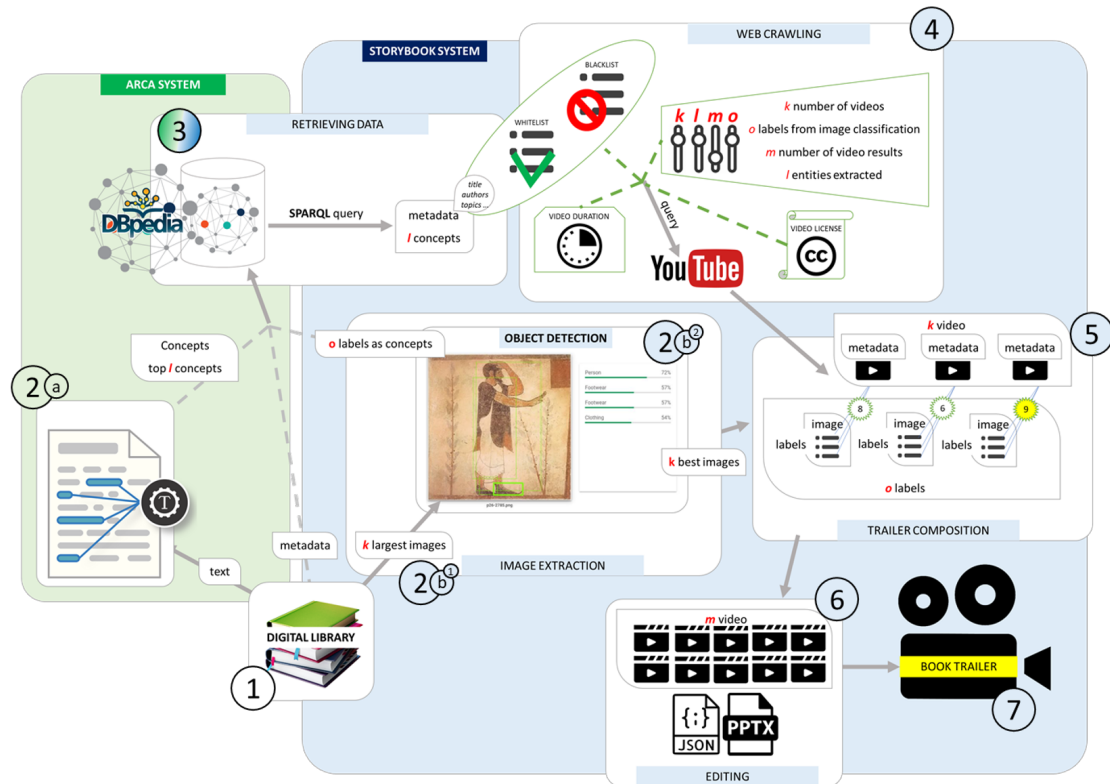 ARCA SYSTEM
STORYBOOK SYSTEM
WEB CRAWLING
4
BLACKLIST
WHITELIST
k l m o
k number of videos
o labels from image classification
m number of video results
l entities extracted
VIDEO DURATION
query
YouTube
VIDEO LICENSE
cc
3
RETRIEVING DATA
DBpedia
SPARQL query
title
authors
topics ...
metadata
l concepts
Concepts
top l concepts
o labels as concepts
2 a
T
text
metadata
DIGITAL LIBRARY
1
OBJECT DETECTION
2 b 2
Person 72%
Footwear 57%
Footwear 57%
Clothing 54%
k largest images
2 b 1
IMAGE EXTRACTION
k best images
5
k video
metadata
metadata
metadata
8
6
9
image
labels
image
labels
image
labels
o labels
TRAILER COMPOSITION
6
m video
{;}
JSON
PPTX
EDITING
BOOK TRAILER
7